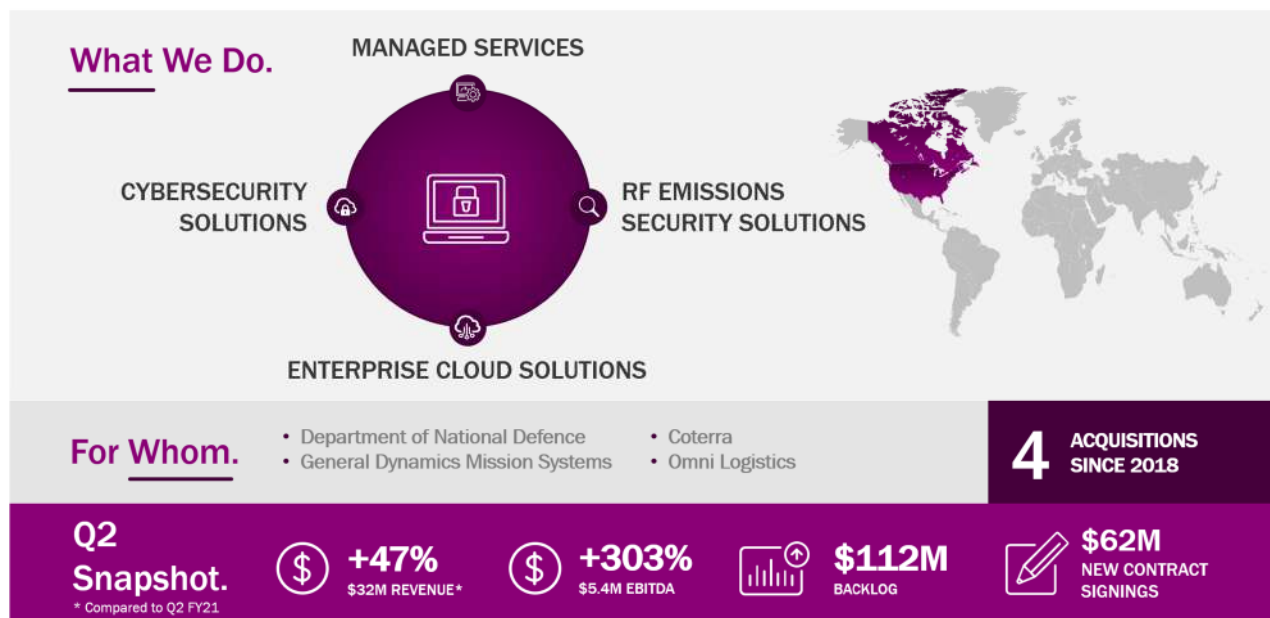 What We Do.
MANAGED SERVICES
CYBERSECURITY
SOLUTIONS
RF EMISSIONS
SECURITY SOLUTIONS
ENTERPRISE CLOUD SOLUTIONS
For Whom.
• Department of National Defence
• General Dynamics Mission Systems
• Coterra
• Omni Logistics
4
ACQUISITIONS
SINCE 2018
Q2
Snapshot.
* Compared to Q2 FY21
+47%
$32M REVENUE*
+303%
$5.4M EBITDA
$112M
BACKLOG
$62M
NEW CONTRACT
SIGNINGS